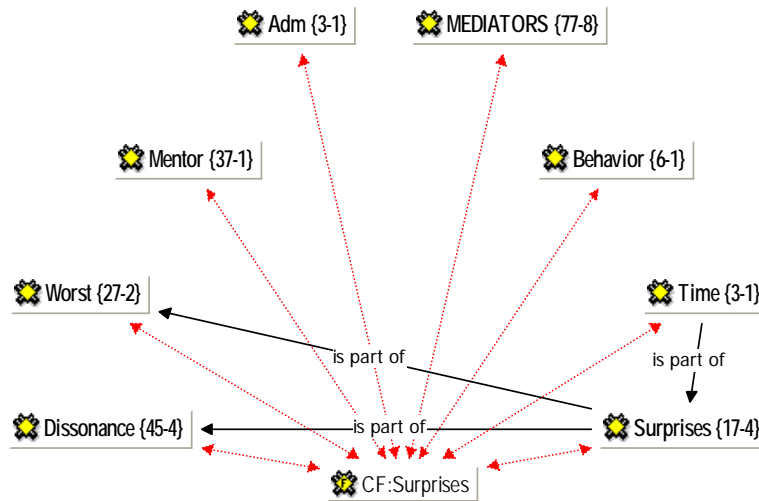 Adm {3-1}
MEDIATORS {77-8}
Mentor {37-1}
Behavior {6-1}
Worst {27-2}
Time {3-1}
is part of
is part of
Dissonance {45-4}
is part of
Surprises {17-4}
F
CF:Surprises